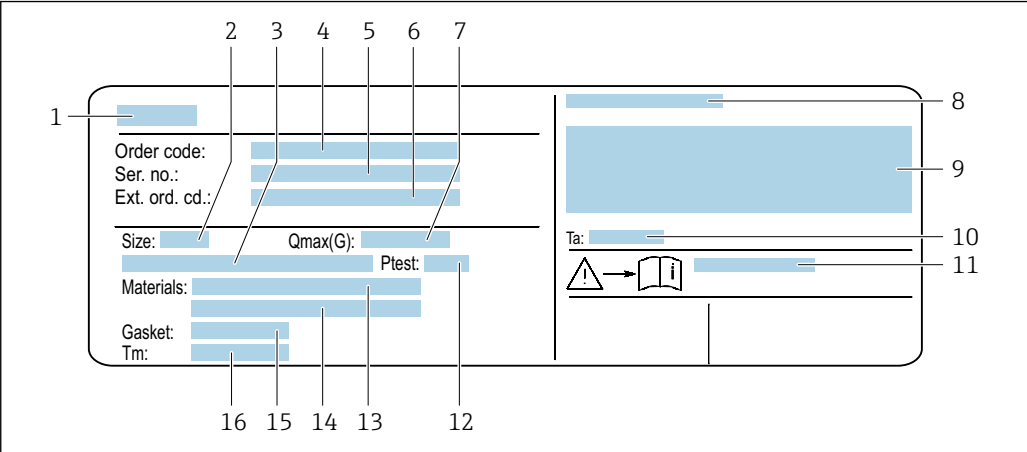 2 3 4 5 6 7
1
8
Order code:
Ser. no.:
Ext. ord. cd.:
9
Size: Qmax(G):
Ptest:
Materials:
Gasket:
Tm:
Ta:
10
i
11
16 15 14 13 12